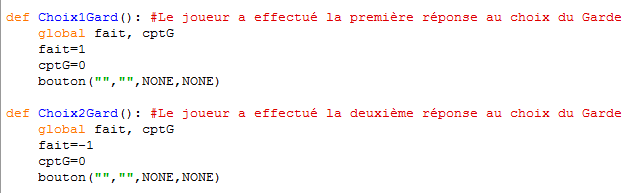 def Choix1Gard(): #Le joueur a effectué la première réponse au choix du Garde
    global fait, cptG
    fait=1
    cptG=0
    bouton("","",NONE,NONE)

def Choix2Gard(): #Le joueur a effectué la deuxième réponse au choix du Garde
    global fait, cptG
    fait=-1
    cptG=0
    bouton("","",NONE,NONE)